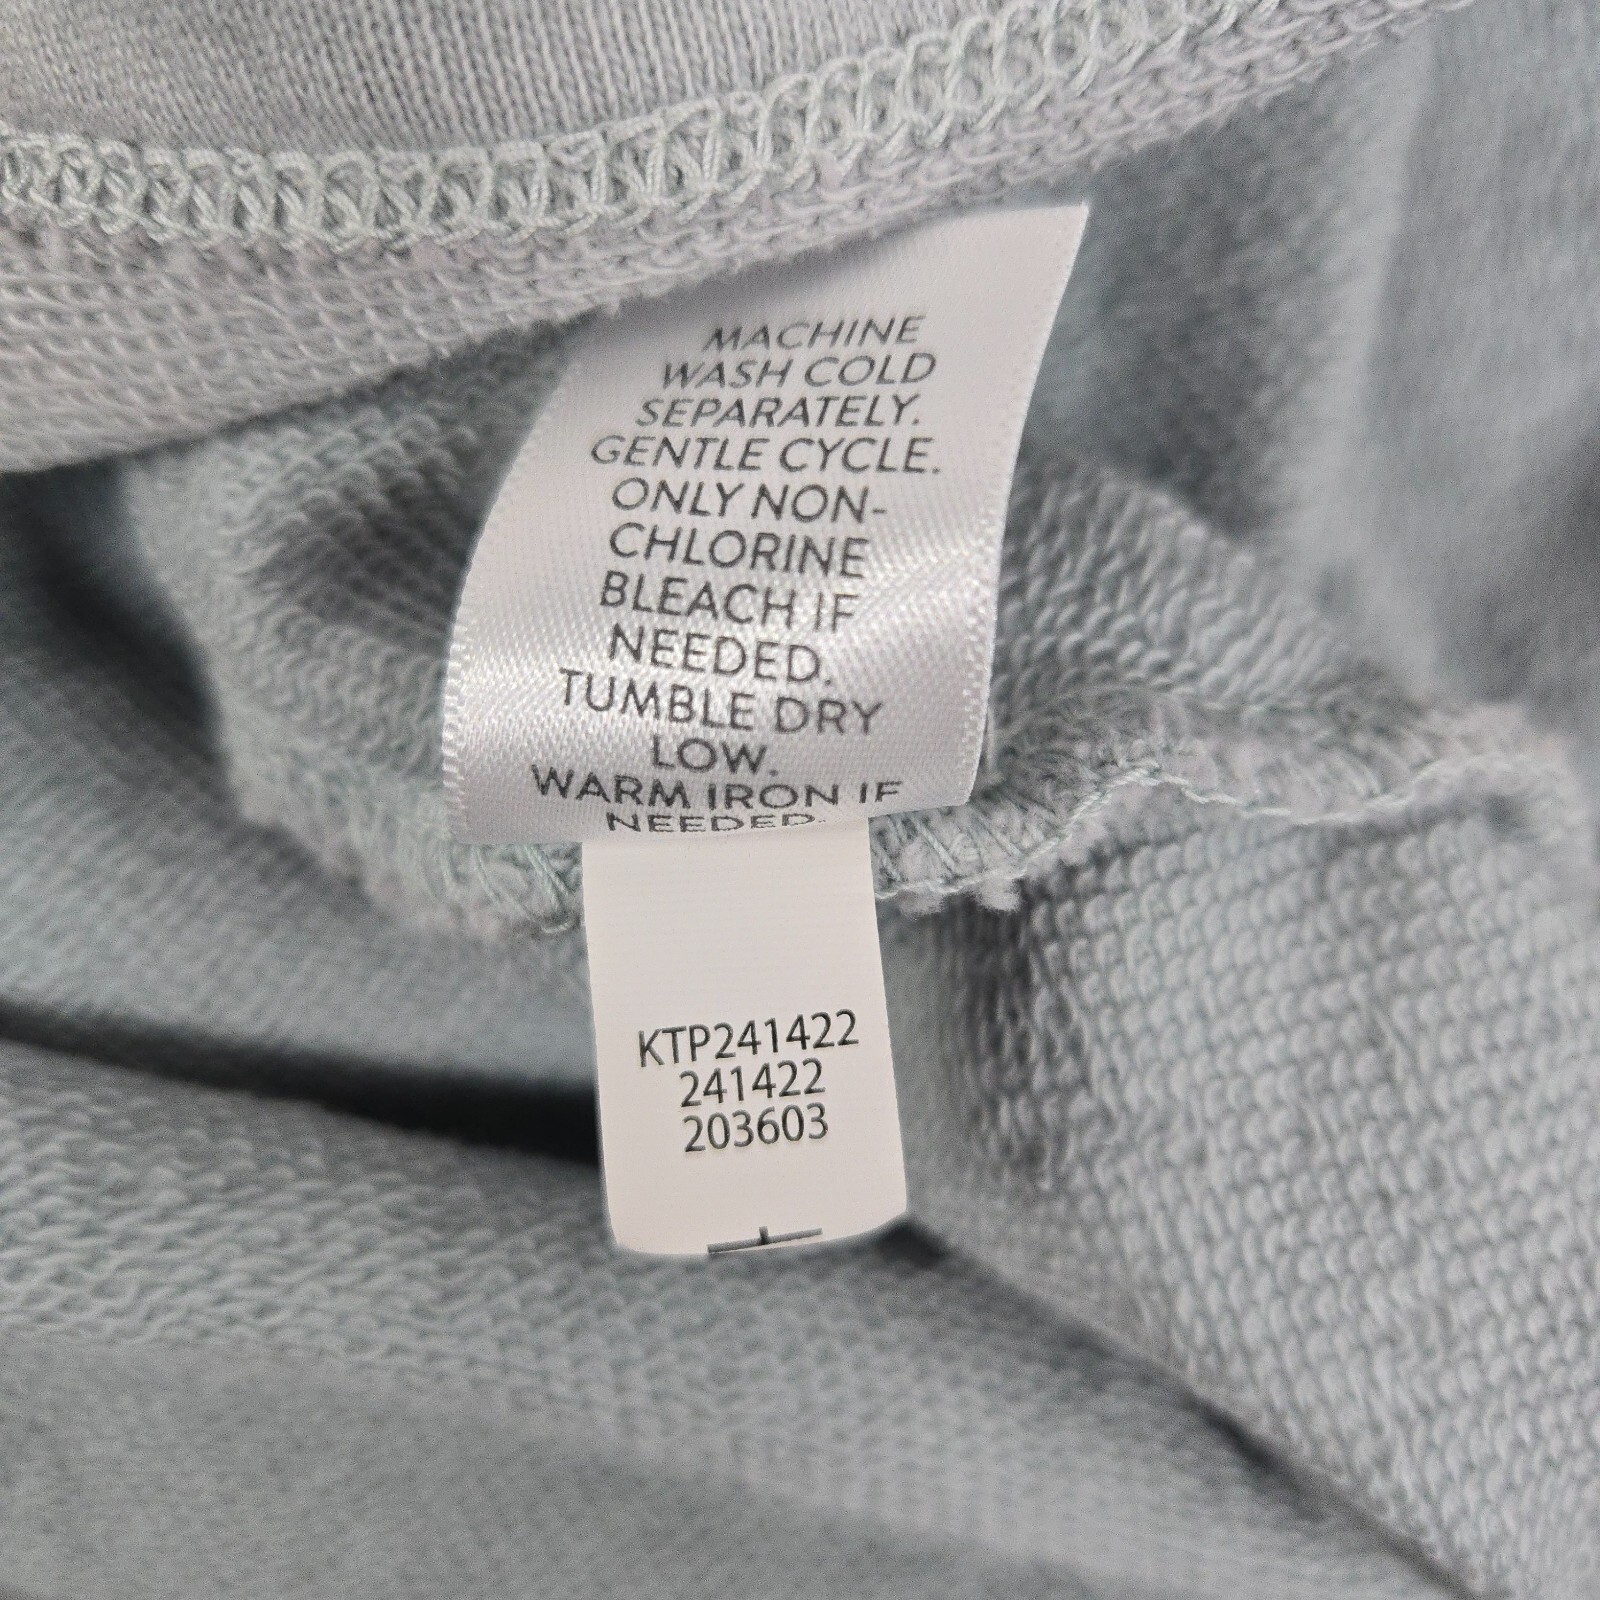 MACHINE
WASH COLD
SEPARATELY.
GENTLE CYCLE.
ONLY NON-
CHLORINE
BLEACH IF
NEEDED.
TUMBLE DRY
LOW.
WARM IRON IF
NEEDED.
KTP241422
241422
203603